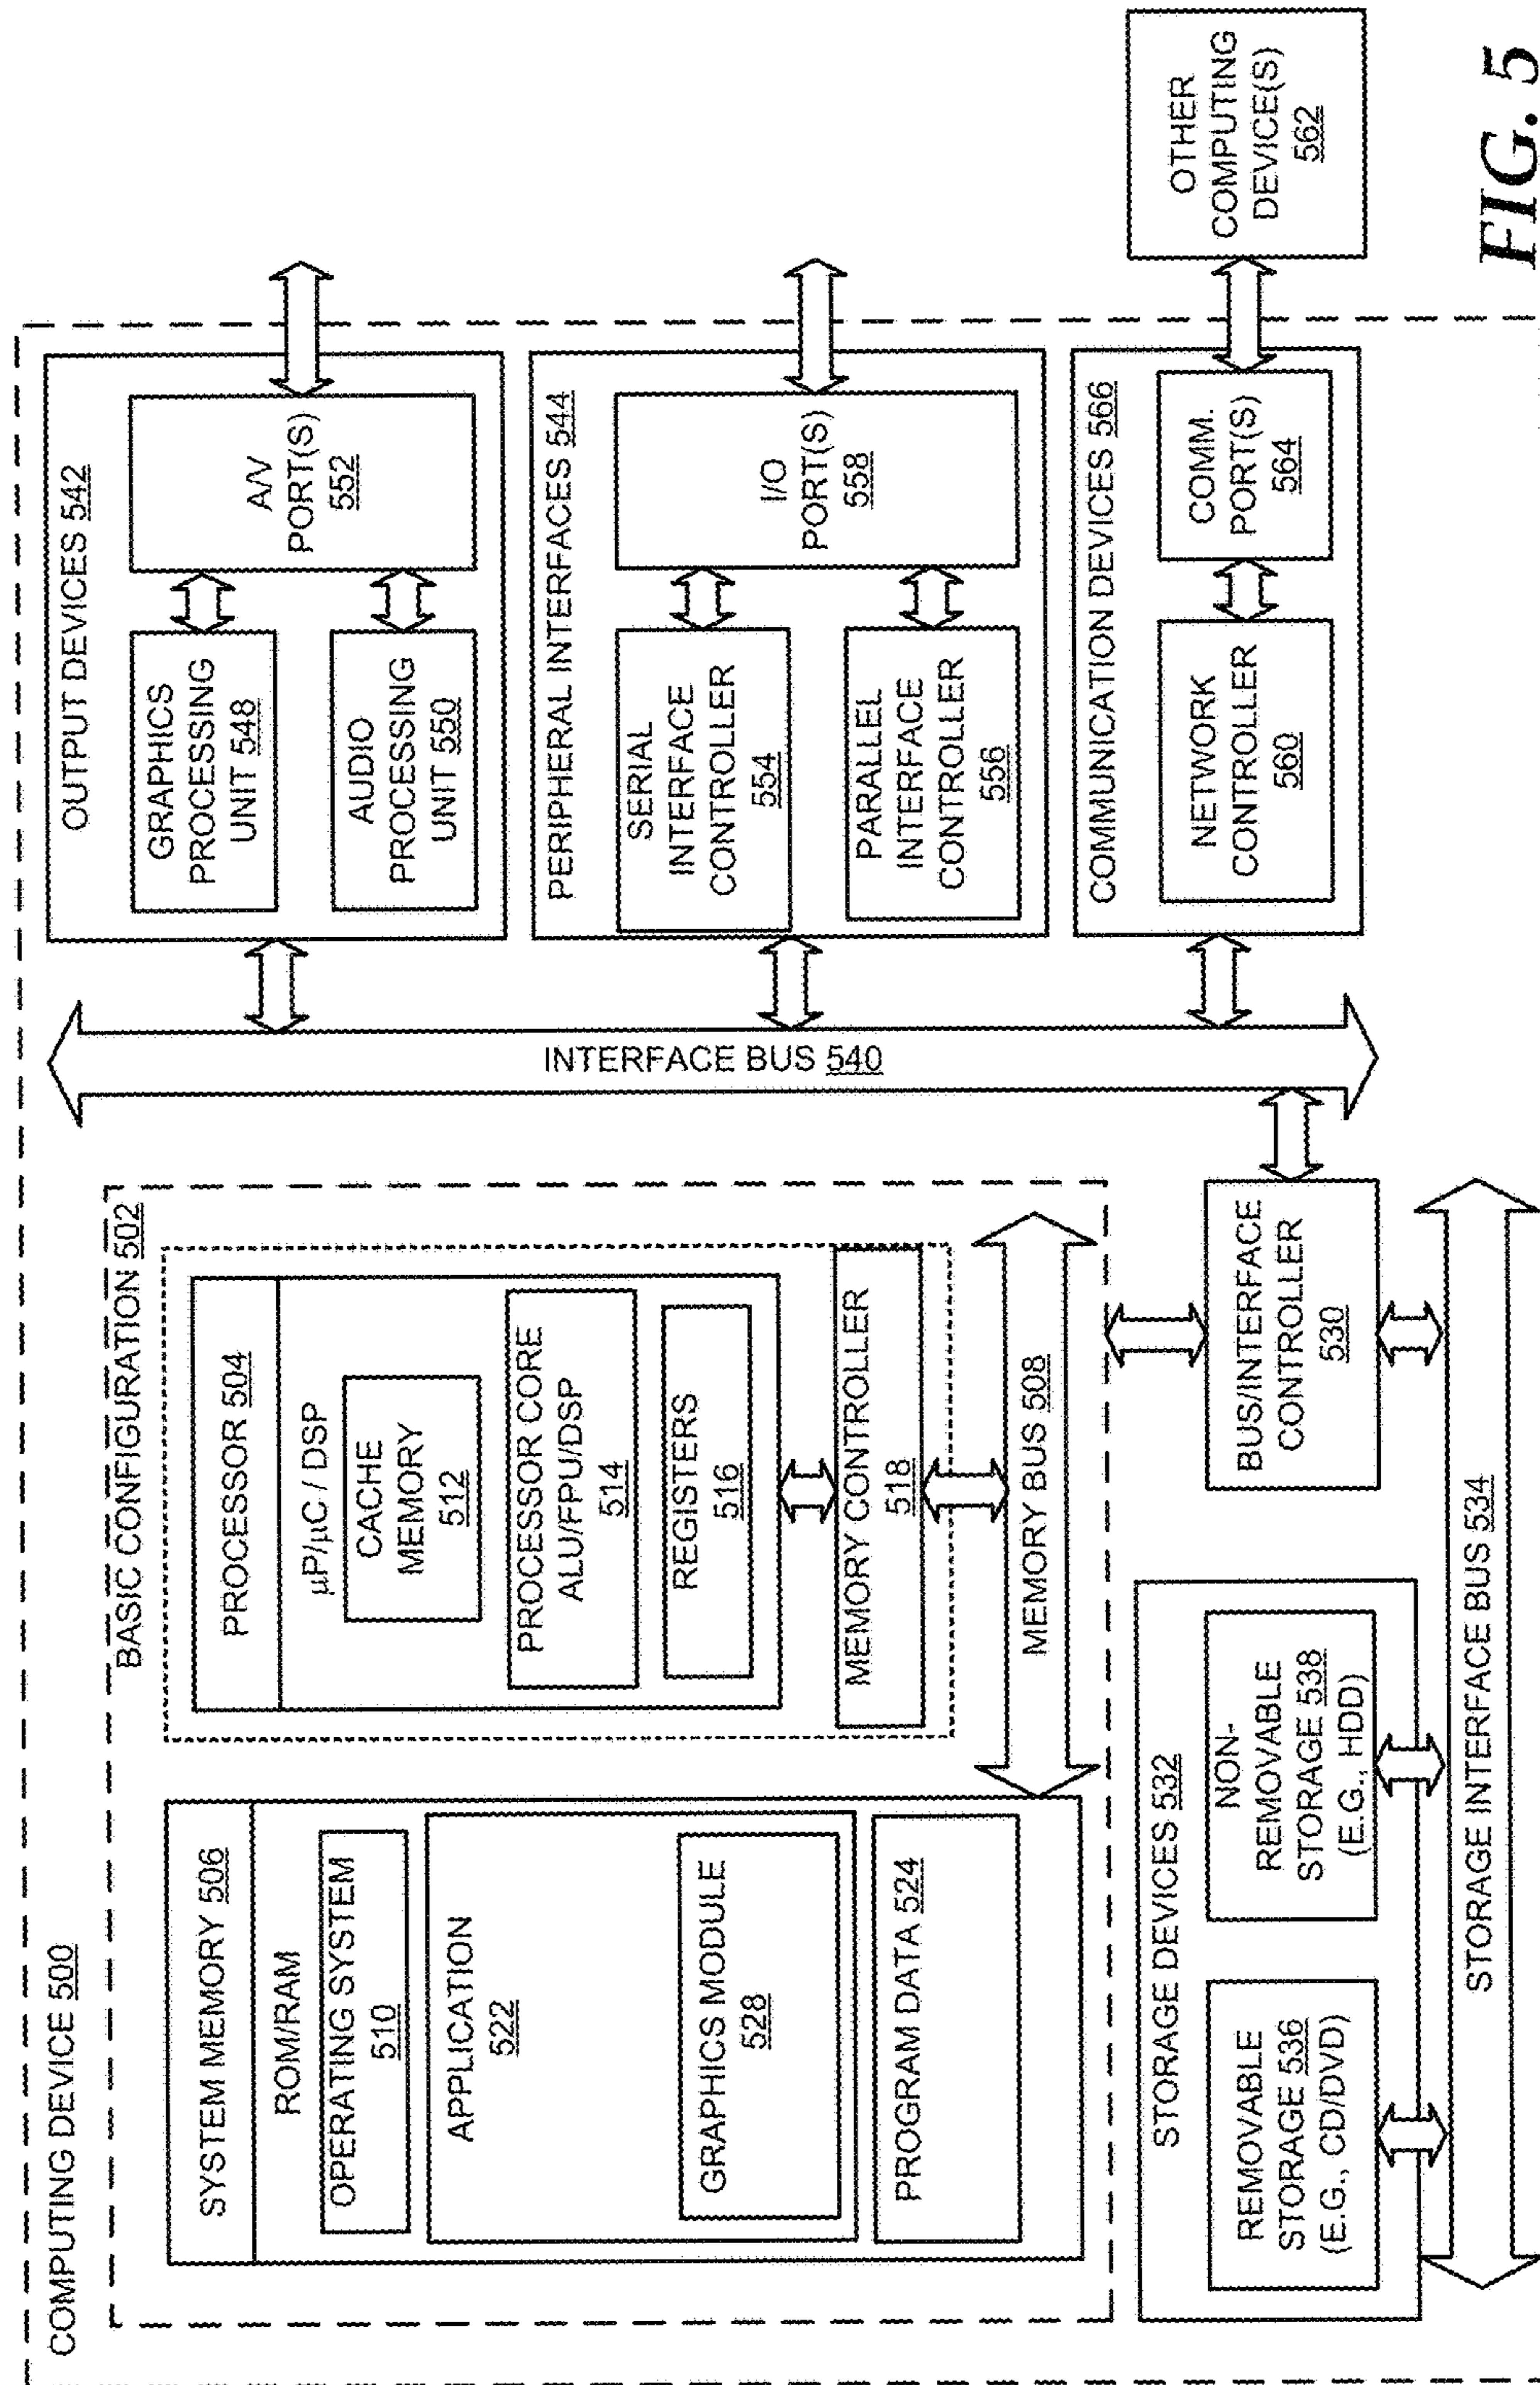 COMPUTING DEVICE 500
BASIC CONFIGURATION 502
SYSTEM MEMORY 506
ROM/RAM
OPERATING SYSTEM
510
APPLICATION
522
GRAPHICS MODULE
528
PROGRAM DATA 524
PROCESSOR 504
µP/µC / DSP
CACHE
MEMORY
512
PROCESSOR CORE
ALU/FPU/DSP
514
REGISTERS
516
MEMORY CONTROLLER
518
MEMORY BUS 508
STORAGE DEVICES 532
REMOVABLE
STORAGE 536
(E.G., CD/DVD)
NON-
REMOVABLE
STORAGE 538
(E.G., HDD)
BUS/INTERFACE
CONTROLLER
530
STORAGE INTERFACE BUS 534
INTERFACE BUS 540
OUTPUT DEVICES 542
GRAPHICS
PROCESSING
UNIT 548
AUDIO
PROCESSING
UNIT 550
A/V
PORT(S)
552
PERIPHERAL INTERFACES 544
SERIAL
INTERFACE
CONTROLLER
554
PARALLEL
INTERFACE
CONTROLLER
556
I/O
PORT(S)
558
COMMUNICATION DEVICES 566
NETWORK
CONTROLLER
560
COMM.
PORT(S)
564
OTHER
COMPUTING
DEVICE(S)
562
FIG. 5